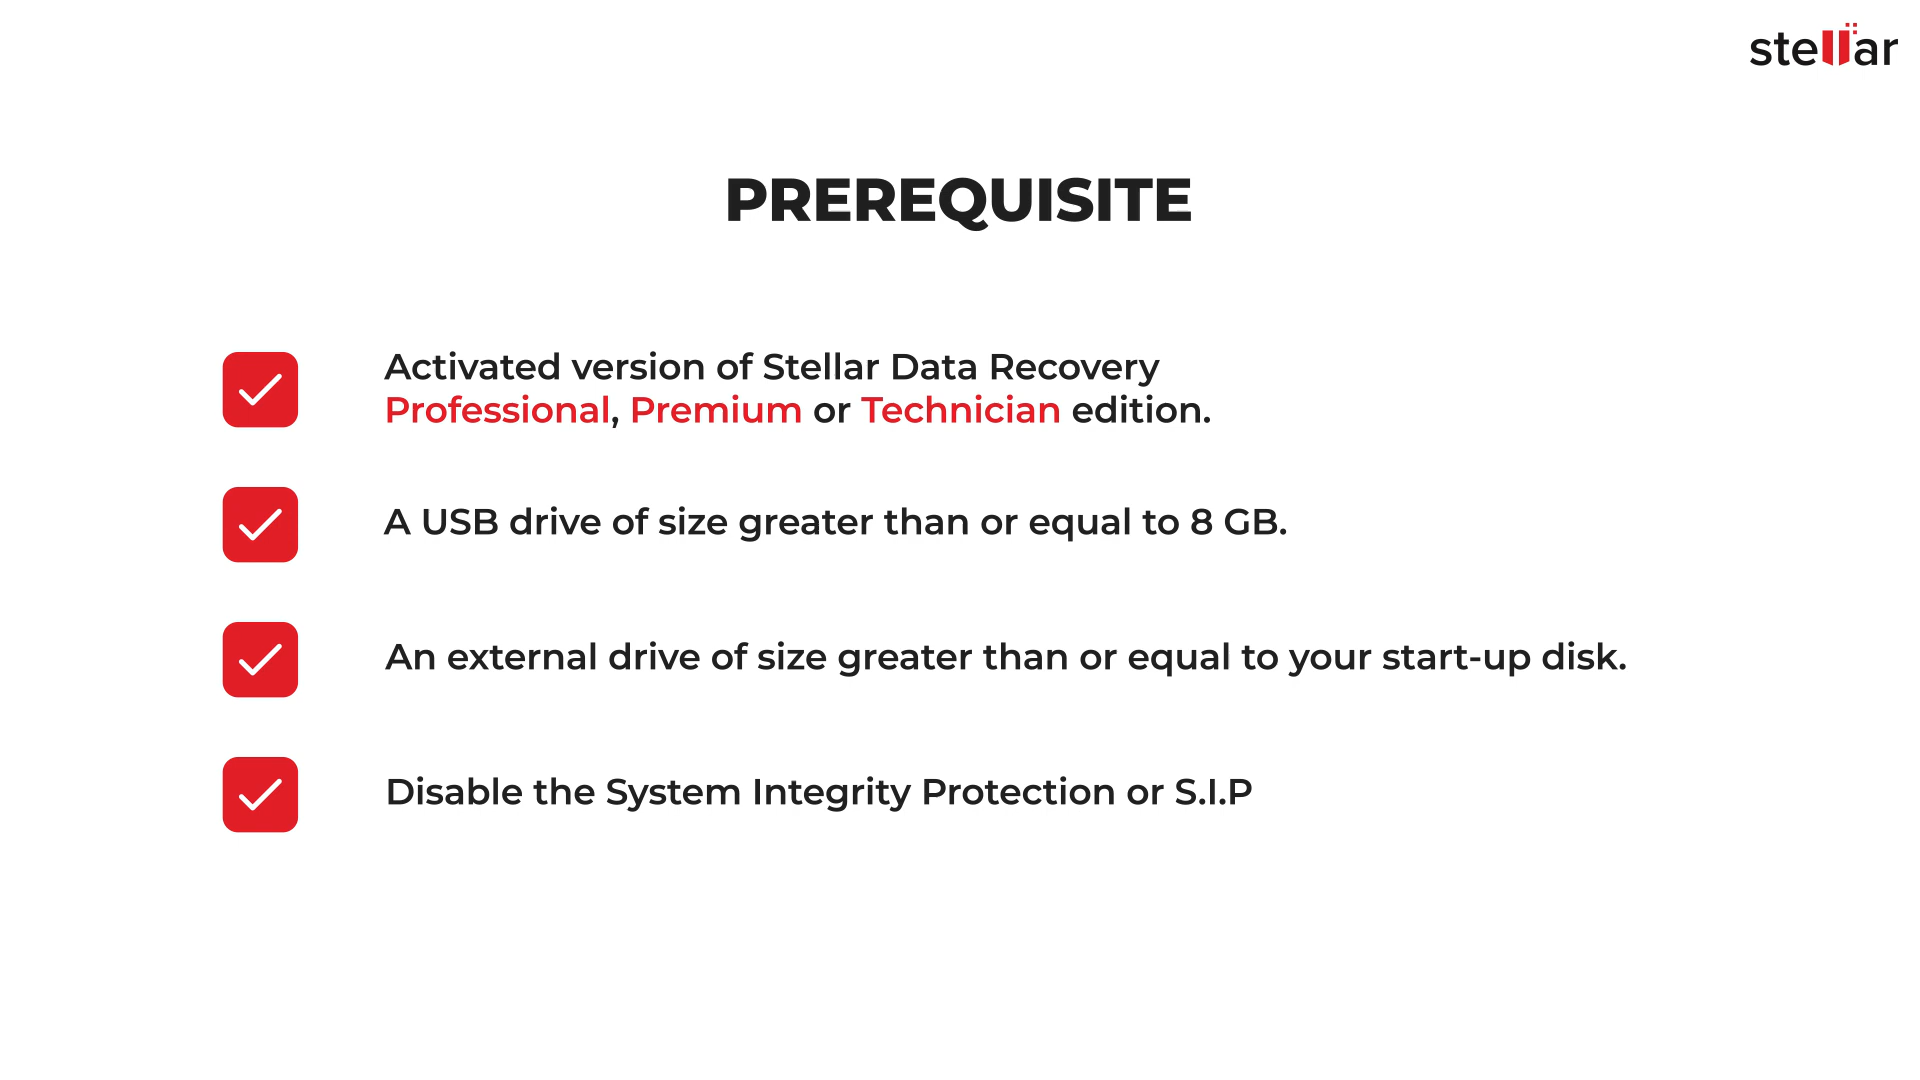 stellar
PREREQUISITE
Activated version of Stellar Data Recovery
Professional, Premium or Technician edition.
A USB drive of size greater than or equal to 8 GB.
An external drive of size greater than or equal to your start-up disk.
Disable the System Integrity Protection or S.I.P